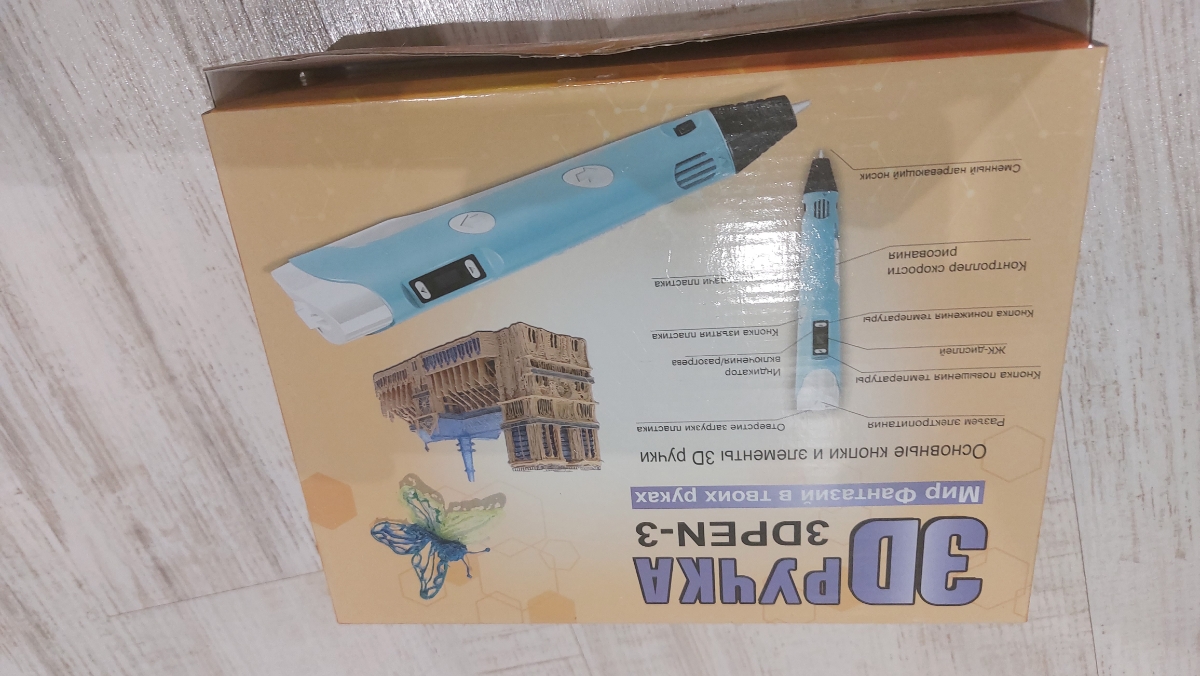 3D РУЧКА
3DPEN-3
Мир Фантазий в твоих руках
Основные кнопки и элементы 3D ручки
Разъем электропитания
Отверстие загрузки пластика
Кнопка повышения температуры
Индикатор
включения/разогрева
ЖК-дисплей
Кнопка изъятия пластика
Кнопка понижения температуры
пластика
Контроллер скорости
рисования
Сменный нагревающий носик